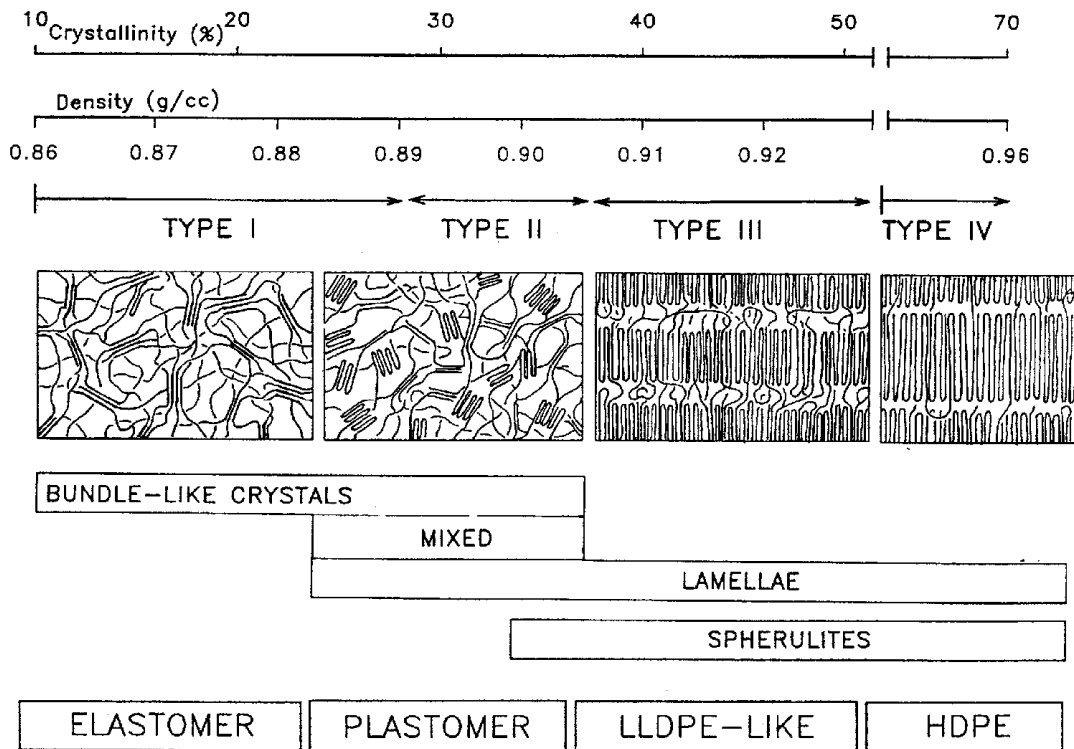 10 20 30 40 50 70
Crystallinity (%)
Density (g/cc)
0.86 0.87 0.88 0.89 0.90 0.91 0.92 0.96
TYPE I TYPE II TYPE III TYPE IV
BUNDLE-LIKE CRYSTALS
MIXED
LAMELLAE
SPHERULITES
ELASTOMER PLASTOMER LLDPE-LIKE HDPE